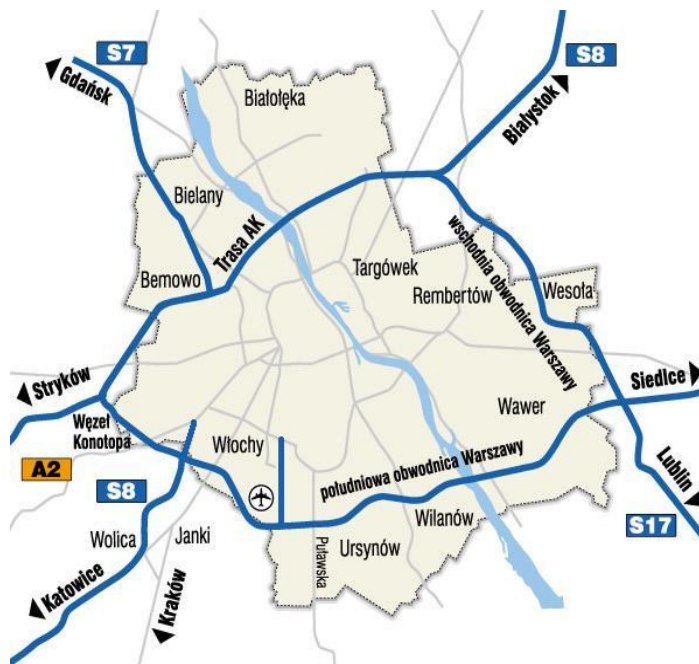 S7
S8
Gdańsk
Białołęka
Białystok
Bielany
Trasa AK
wschodnia obwodnica Warszawy
Targówek
Bemowo
Rembertów
Wesoła
Stryków
Siedlce
Wawer
Węzeł
Konotopa
Włochy
A2
południowa obwodnica Warszawy
Lublin
S8
Wilanów
S17
Wolica
Janki
Puławska
Ursynów
Katowice
Kraków